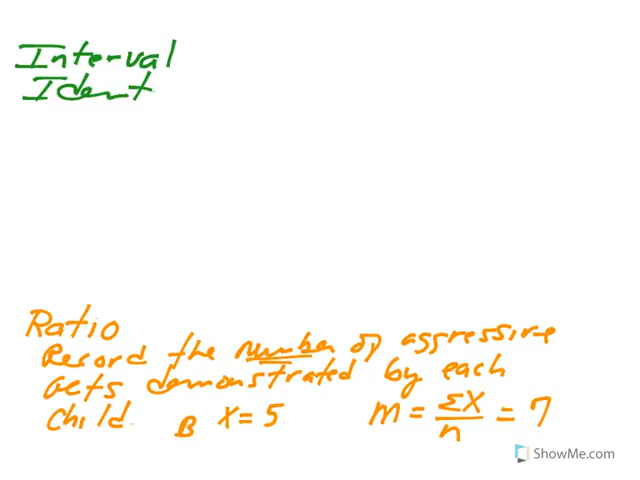 Interval
Ident
Ratio
Record the number of aggressive
acts demonstrated by each
child. B X = 5 M = ΣX/n = 7
ShowMe.com